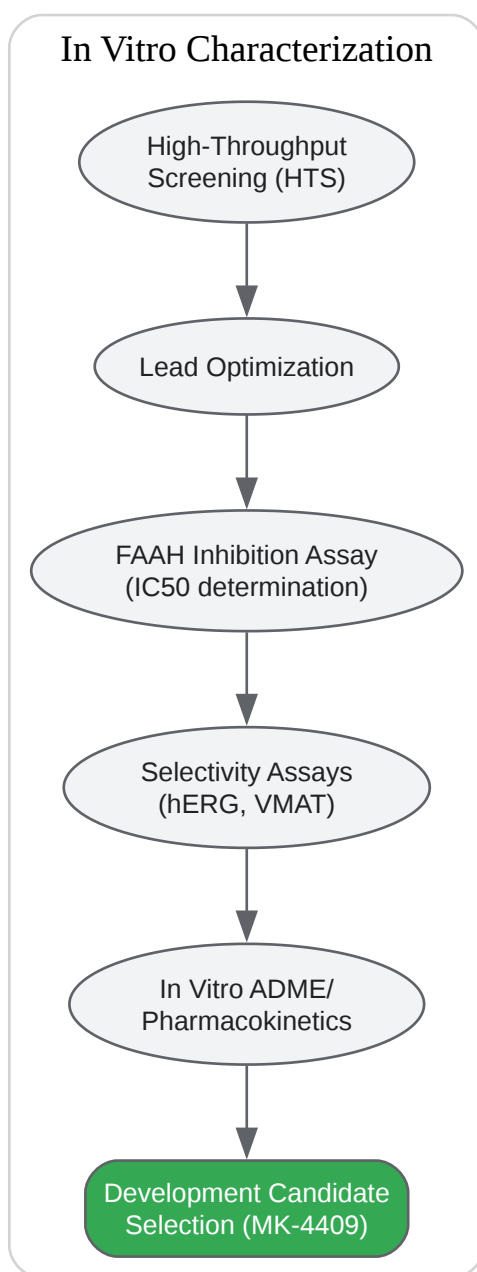 In Vitro Characterization
High-Throughput
Screening (HTS)
Lead Optimization
FAAH Inhibition Assay
(IC50 determination)
Selectivity Assays
(hERG, VMAT)
In Vitro ADME/
Pharmacokinetics
Development Candidate
Selection (MK-4409)